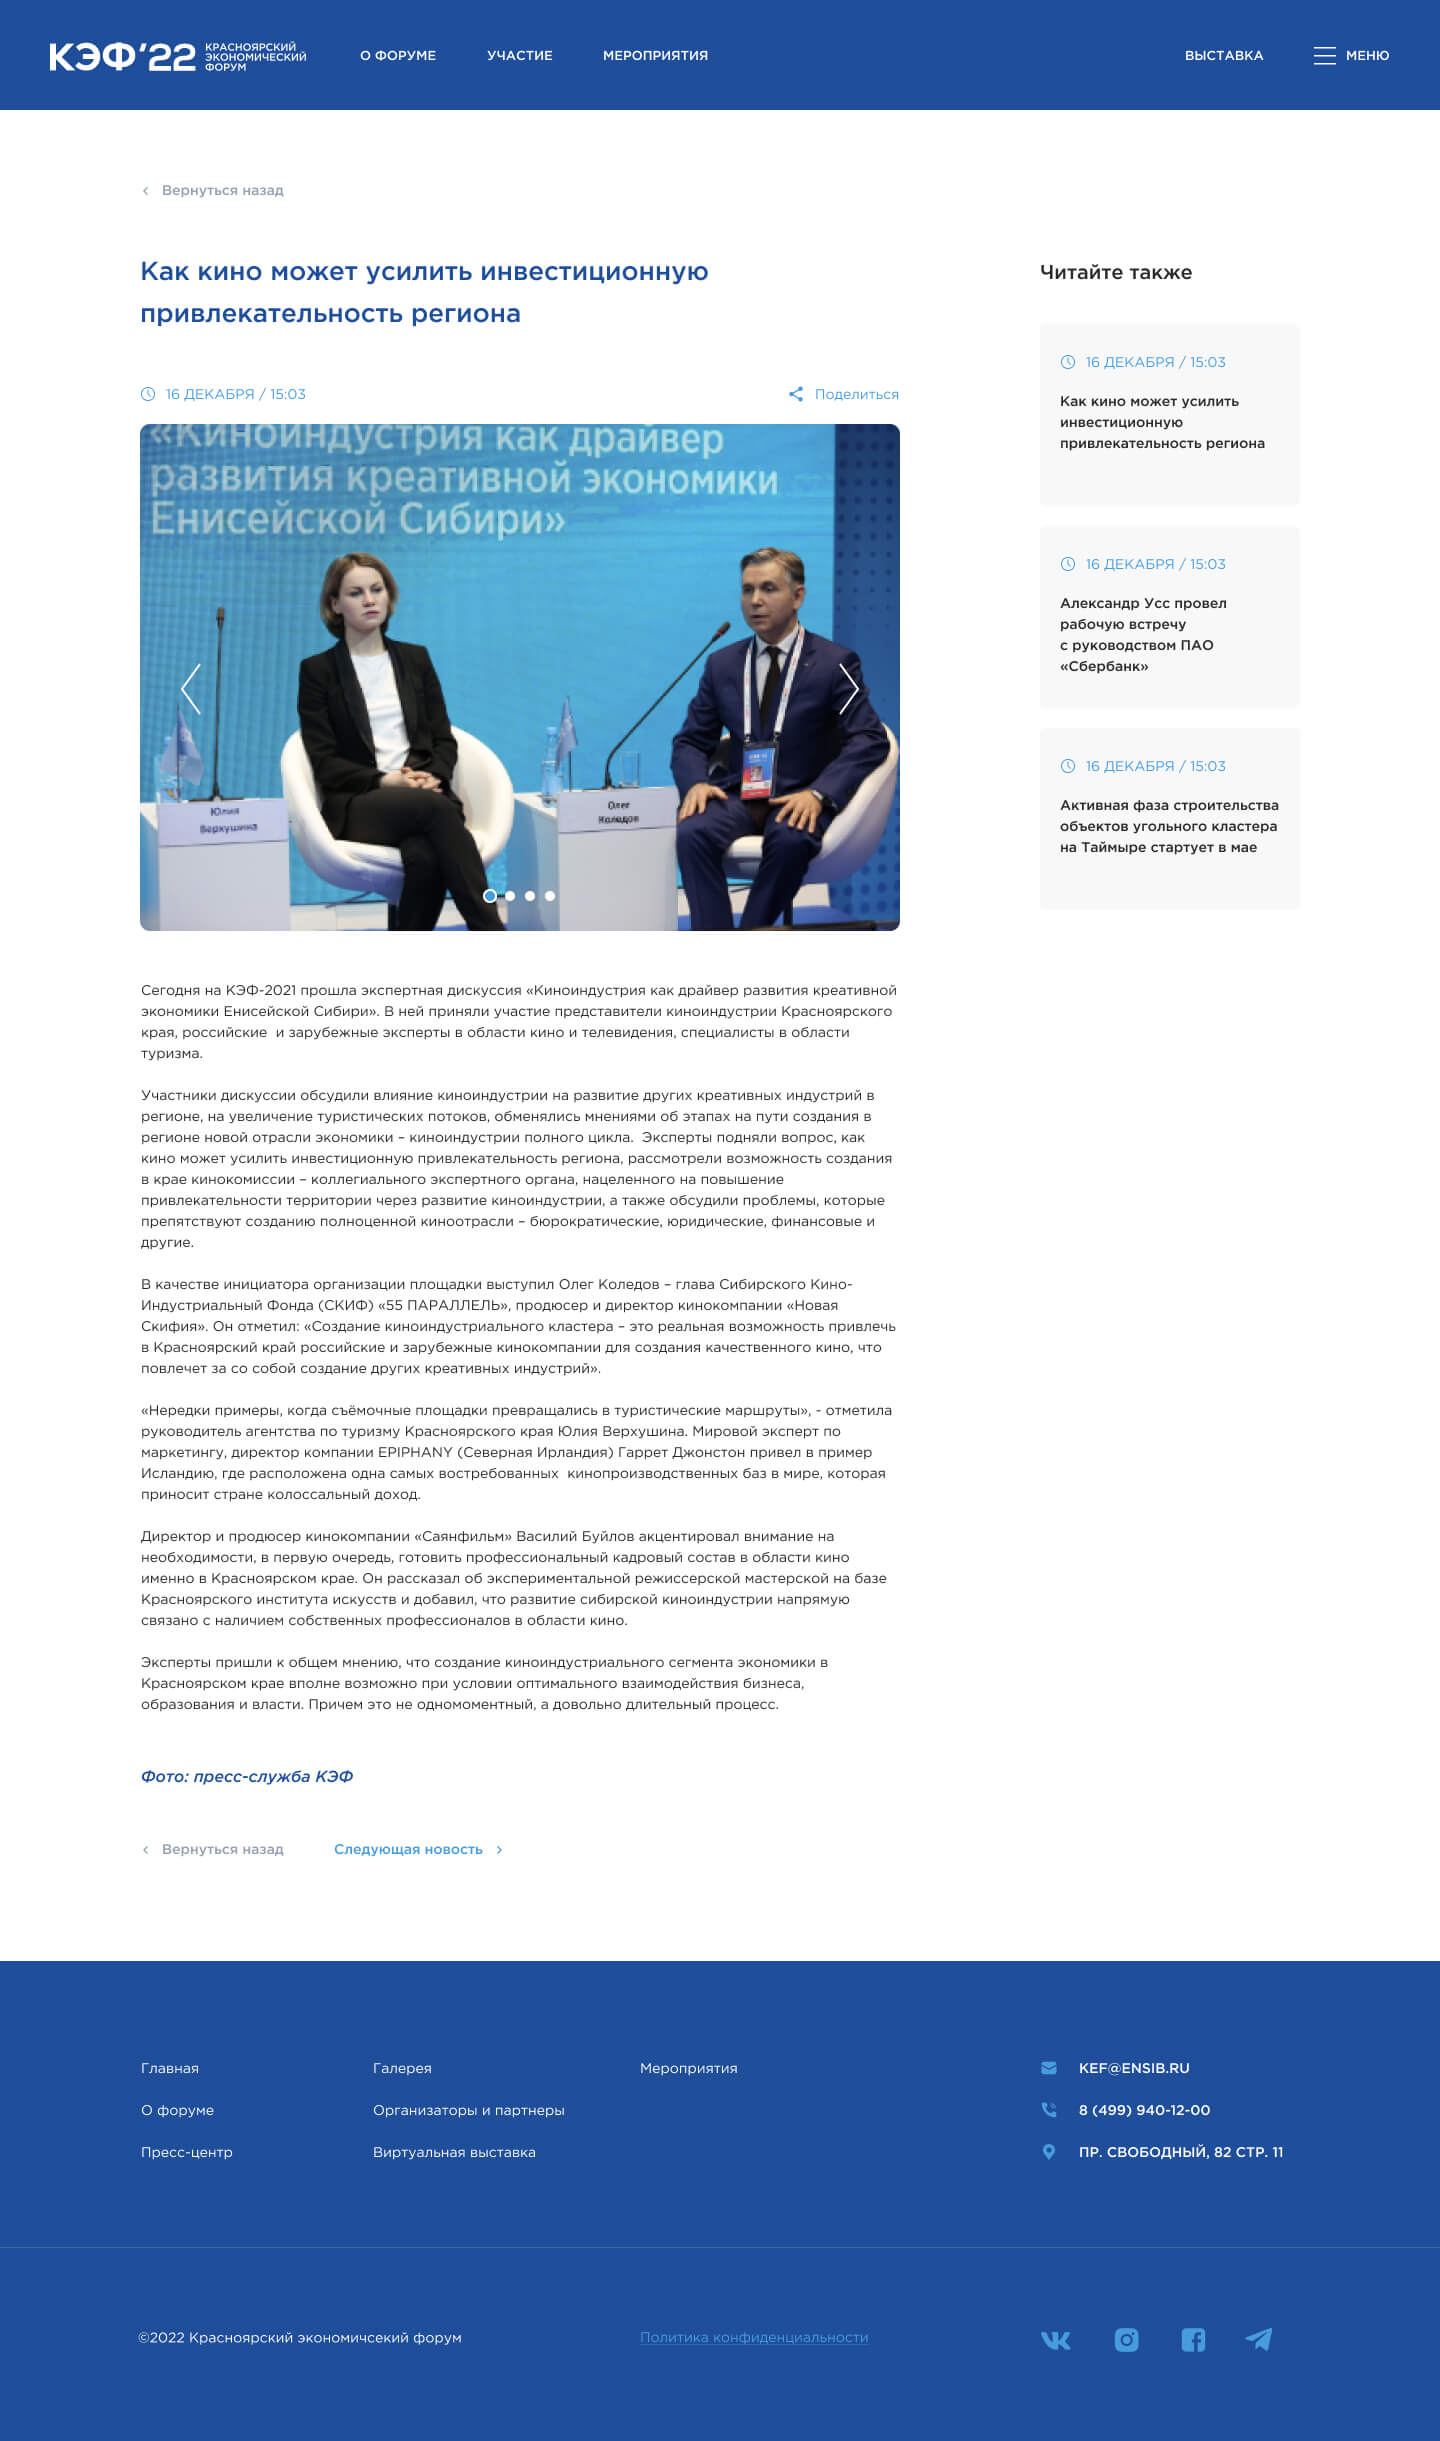 КЭФ'22
КРАСНОЯРСКИЙ
ЭКОНОМИЧЕСКИЙ
ФОРУМ
О ФОРУМЕ
УЧАСТИЕ
МЕРОПРИЯТИЯ
ВЫСТАВКА
МЕНЮ
Вернуться назад
Как кино может усилить инвестиционную
привлекательность региона
16 ДЕКАБРЯ / 15:03
Поделиться
«Киноиндустрия как драйвер
развития креативной экономики
Енисейской Сибири»
Юлия
Верхушина
Олег
Коледов
Сегодня на КЭФ-2021 прошла экспертная дискуссия «Киноиндустрия как драйвер развития креативной
экономики Енисейской Сибири». В ней приняли участие представители киноиндустрии Красноярского
края, российские  и зарубежные эксперты в области кино и телевидения, специалисты в области
туризма.
Участники дискуссии обсудили влияние киноиндустрии на развитие других креативных индустрий в
регионе, на увеличение туристических потоков, обменялись мнениями об этапах на пути создания в
регионе новой отрасли экономики – киноиндустрии полного цикла.  Эксперты подняли вопрос, как
кино может усилить инвестиционную привлекательность региона, рассмотрели возможность создания
в крае кинокомиссии – коллегиального экспертного органа, нацеленного на повышение
привлекательности территории через развитие киноиндустрии, а также обсудили проблемы, которые
препятствуют созданию полноценной киноотрасли – бюрократические, юридические, финансовые и
другие.
В качестве инициатора организации площадки выступил Олег Коледов – глава Сибирского Кино-
Индустриальный Фонда (СКИФ) «55 ПАРАЛЛЕЛЬ», продюсер и директор кинокомпании «Новая
Скифия». Он отметил: «Создание киноиндустриального кластера – это реальная возможность привлечь
в Красноярский край российские и зарубежные кинокомпании для создания качественного кино, что
повлечет за со собой создание других креативных индустрий».
«Нередки примеры, когда съёмочные площадки превращались в туристические маршруты», - отметила
руководитель агентства по туризму Красноярского края Юлия Верхушина. Мировой эксперт по
маркетингу, директор компании EPIPHANY (Северная Ирландия) Гаррет Джонстон привел в пример
Исландию, где расположена одна самых востребованных  кинопроизводственных баз в мире, которая
приносит стране колоссальный доход.
Директор и продюсер кинокомпании «Саянфильм» Василий Буйлов акцентировал внимание на
необходимости, в первую очередь, готовить профессиональный кадровый состав в области кино
именно в Красноярском крае. Он рассказал об экспериментальной режиссерской мастерской на базе
Красноярского института искусств и добавил, что развитие сибирской киноиндустрии напрямую
связано с наличием собственных профессионалов в области кино.
Эксперты пришли к общем мнению, что создание киноиндустриального сегмента экономики в
Красноярском крае вполне возможно при условии оптимального взаимодействия бизнеса,
образования и власти. Причем это не одномоментный, а довольно длительный процесс.
Фото: пресс-служба КЭФ
Вернуться назад
Следующая новость
Читайте также
16 ДЕКАБРЯ / 15:03
Как кино может усилить
инвестиционную
привлекательность региона
16 ДЕКАБРЯ / 15:03
Александр Усс провел
рабочую встречу
с руководством ПАО
«Сбербанк»
16 ДЕКАБРЯ / 15:03
Активная фаза строительства
объектов угольного кластера
на Таймыре стартует в мае
Главная
О форуме
Пресс-центр
Галерея
Организаторы и партнеры
Виртуальная выставка
Мероприятия
KEF@ENSIB.RU
8 (499) 940-12-00
ПР. СВОБОДНЫЙ, 82 СТР. 11
©2022 Красноярский экономичсекий форум
Политика конфиденциальности